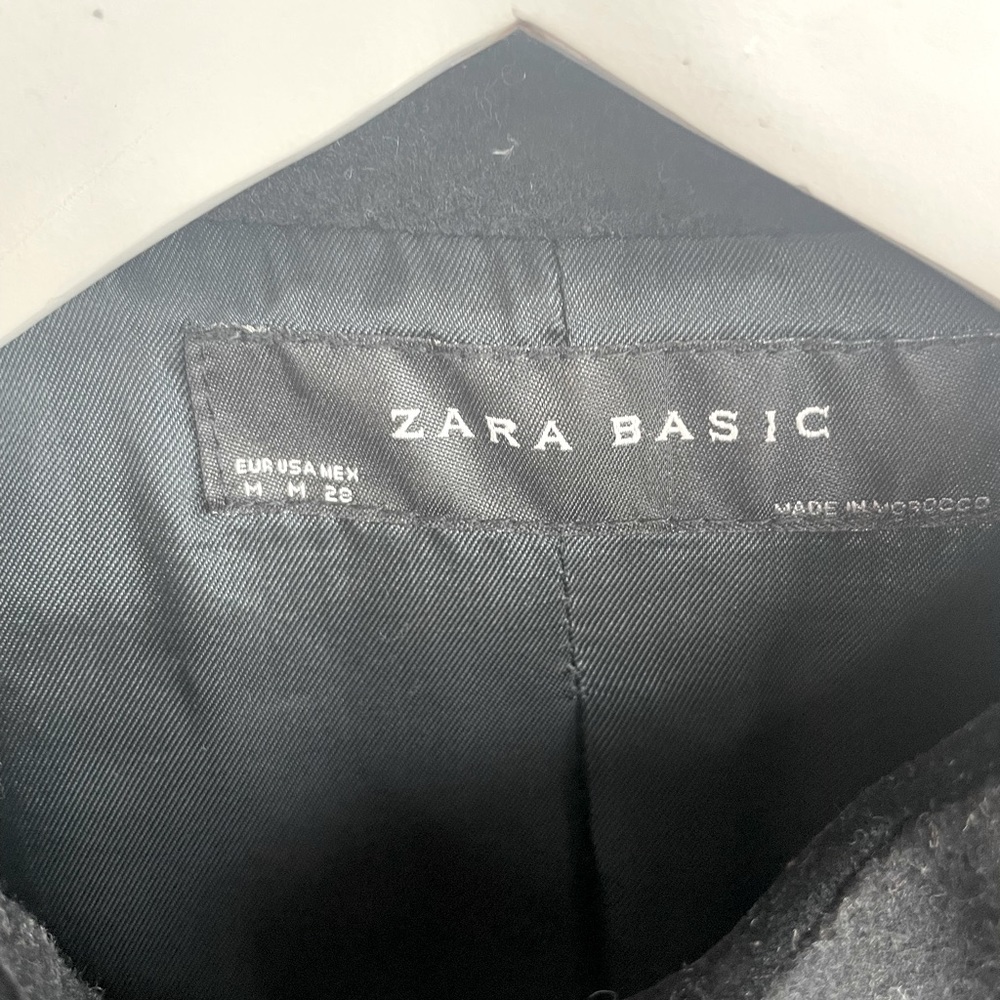 ZARA BASIC
EUR USA MEX
M M 28
MADE IN MOROCCO